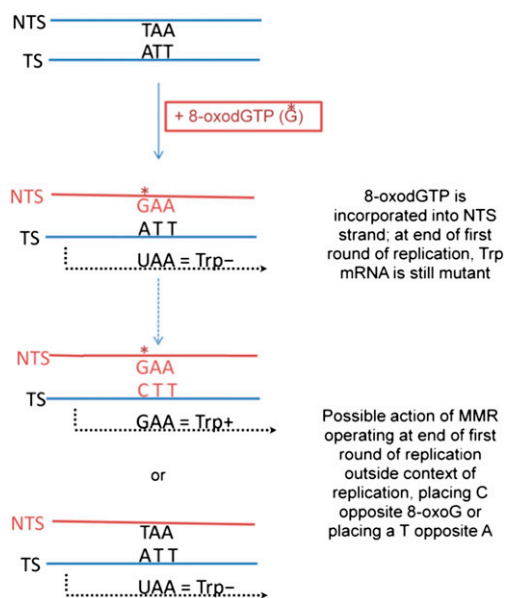 NTS
TAA
ATT
TS
+ 8-oxodGTP (G)
*
NTS
*
GAA
ATT
TS
UAA = Trp−
8-oxodGTP is
incorporated into NTS
strand; at end of first
round of replication, Trp
mRNA is still mutant
NTS
*
GAA
CTT
TS
GAA = Trp+
or
Possible action of MMR
operating at end of first
round of replication
outside context of
replication, placing C
opposite 8-oxoG or
placing a T opposite A
NTS
TAA
ATT
TS
UAA = Trp−